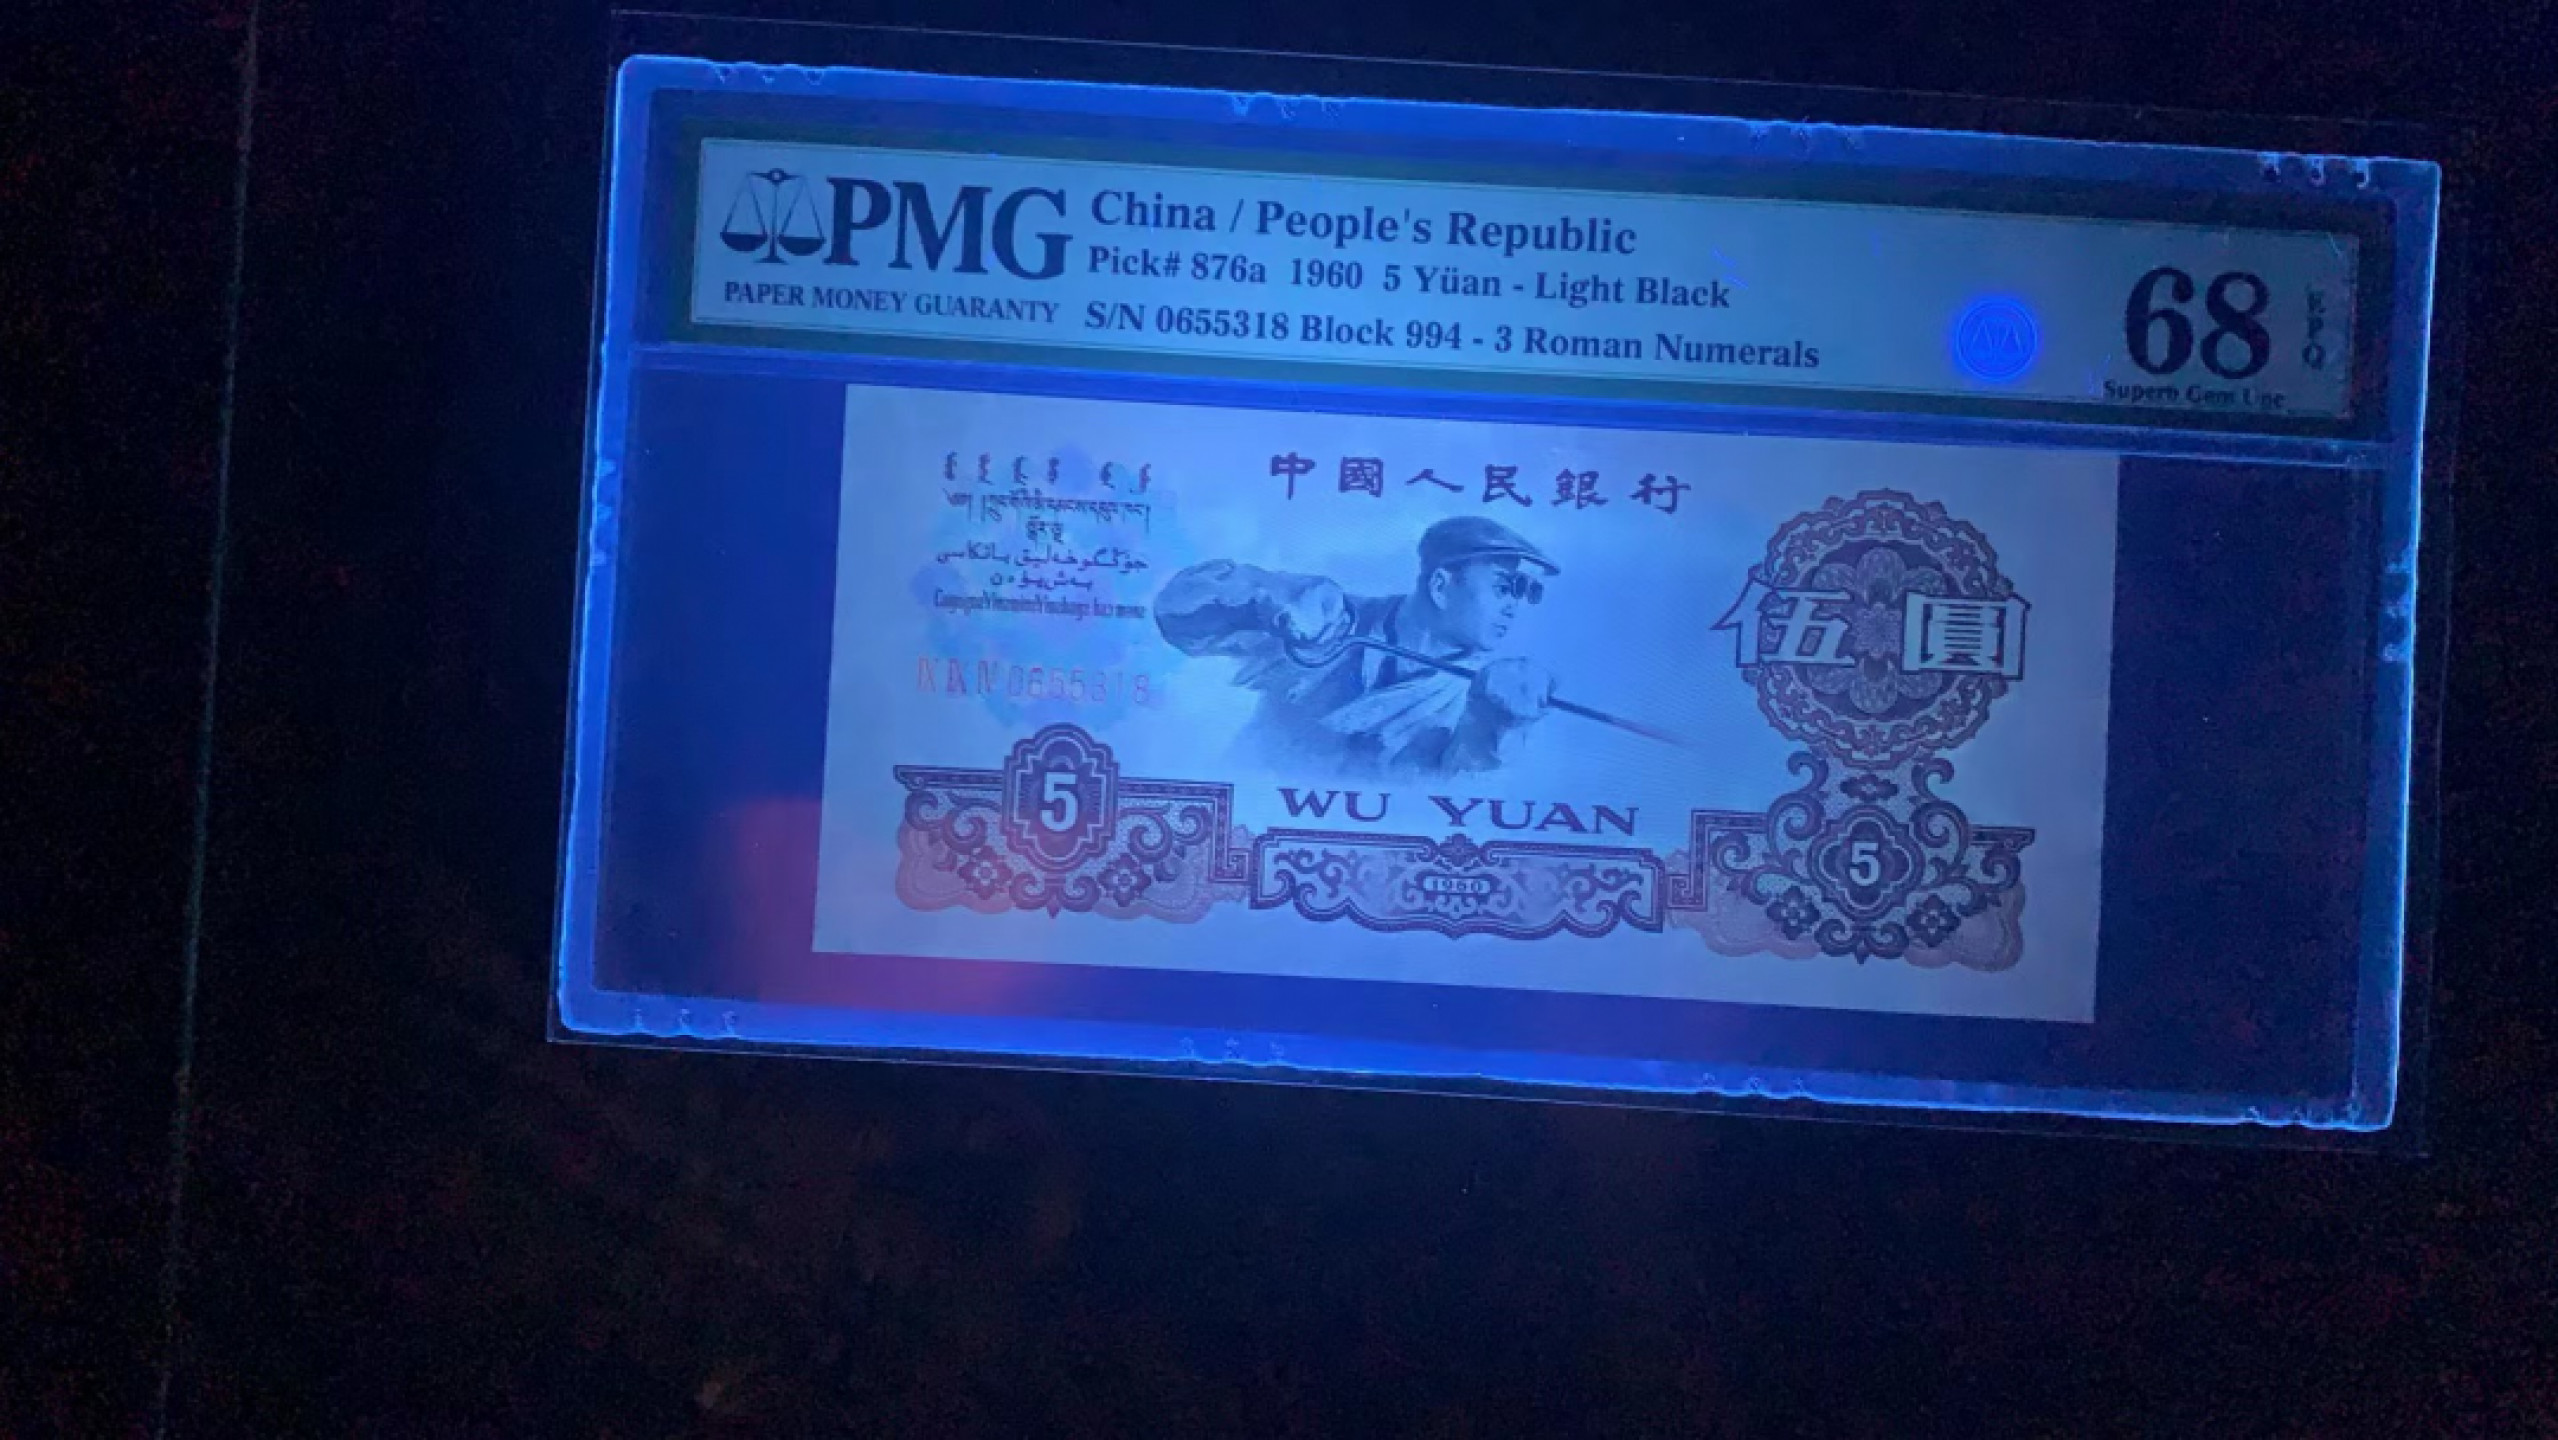 PMG
PAPER MONEY GUARANTY
China / People's Republic
Pick# 876a 1960 5 Yüan - Light Black
S/N 0655318 Block 994 - 3 Roman Numerals
68 EPQ
Superb Gem Unc
中國人民銀行
0655318
伍圓
5
WU YUAN
1960
5